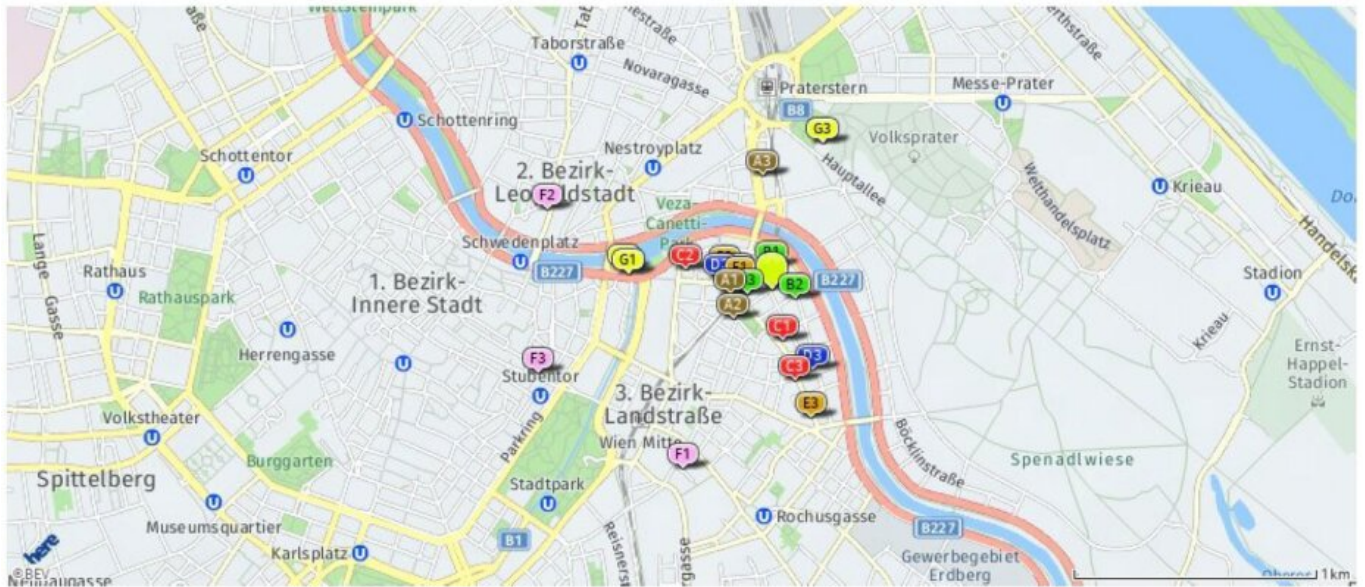 Taborstraße
Novaragasse
Praterstern
Messe-Prater
B8
G3
Volksprater
Schottenring
Schottentor
Nestroyplatz
A3
Hauptallee
2. Bezirk-
F2
Krieau
Welthandelsplatz
Veza-
Canetti-
Park
Schwedenplatz
G1
C2
B1
B227
A1
B2
B227
Rathaus
Rathauspark
Lange Gasse
1. Bezirk-
Innere Stadt
A2
C1
Stadion
Krieau
Herrengasse
F3
Stubentor
D3
C3
Ernst-
Happel-
Stadion
3. Bezirk-
Landstraße
E3
Volkstheater
Parkring
Wien Mitte
F1
Böcklinstraße
Burggarten
Spenadlwiese
Spittelberg
Stadtpark
Museumsquartier
Rochusgasse
B227
B1
Karlsplatz
Gewerbegebiet
Erdberg
here
©BEV
1km